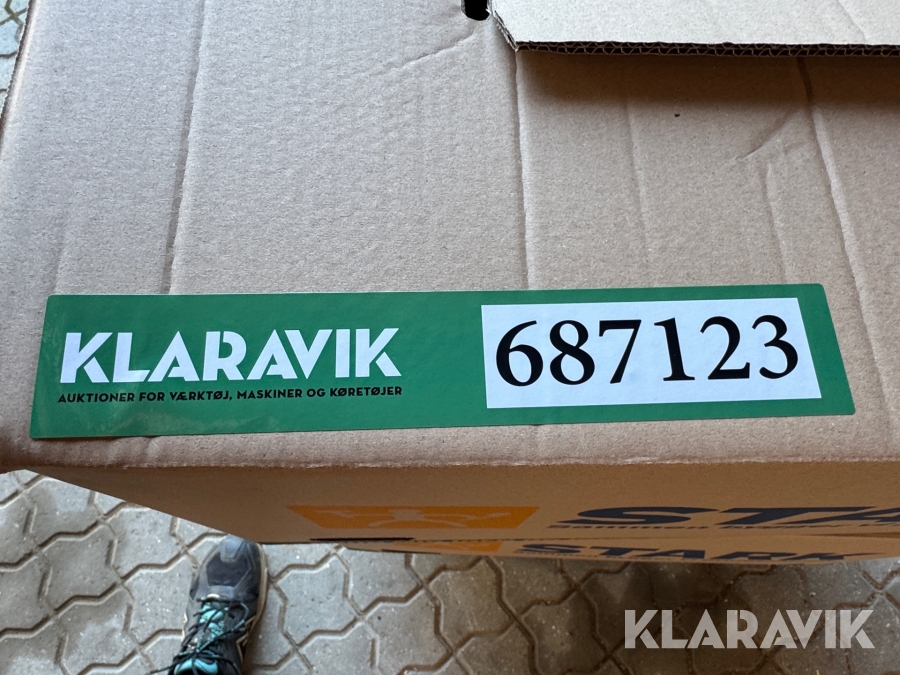 KLARAVIK
AUKTIONER FOR VÆRKTØJ, MASKINER OG KØRETØJER
687123
STARK
KLARAVIK